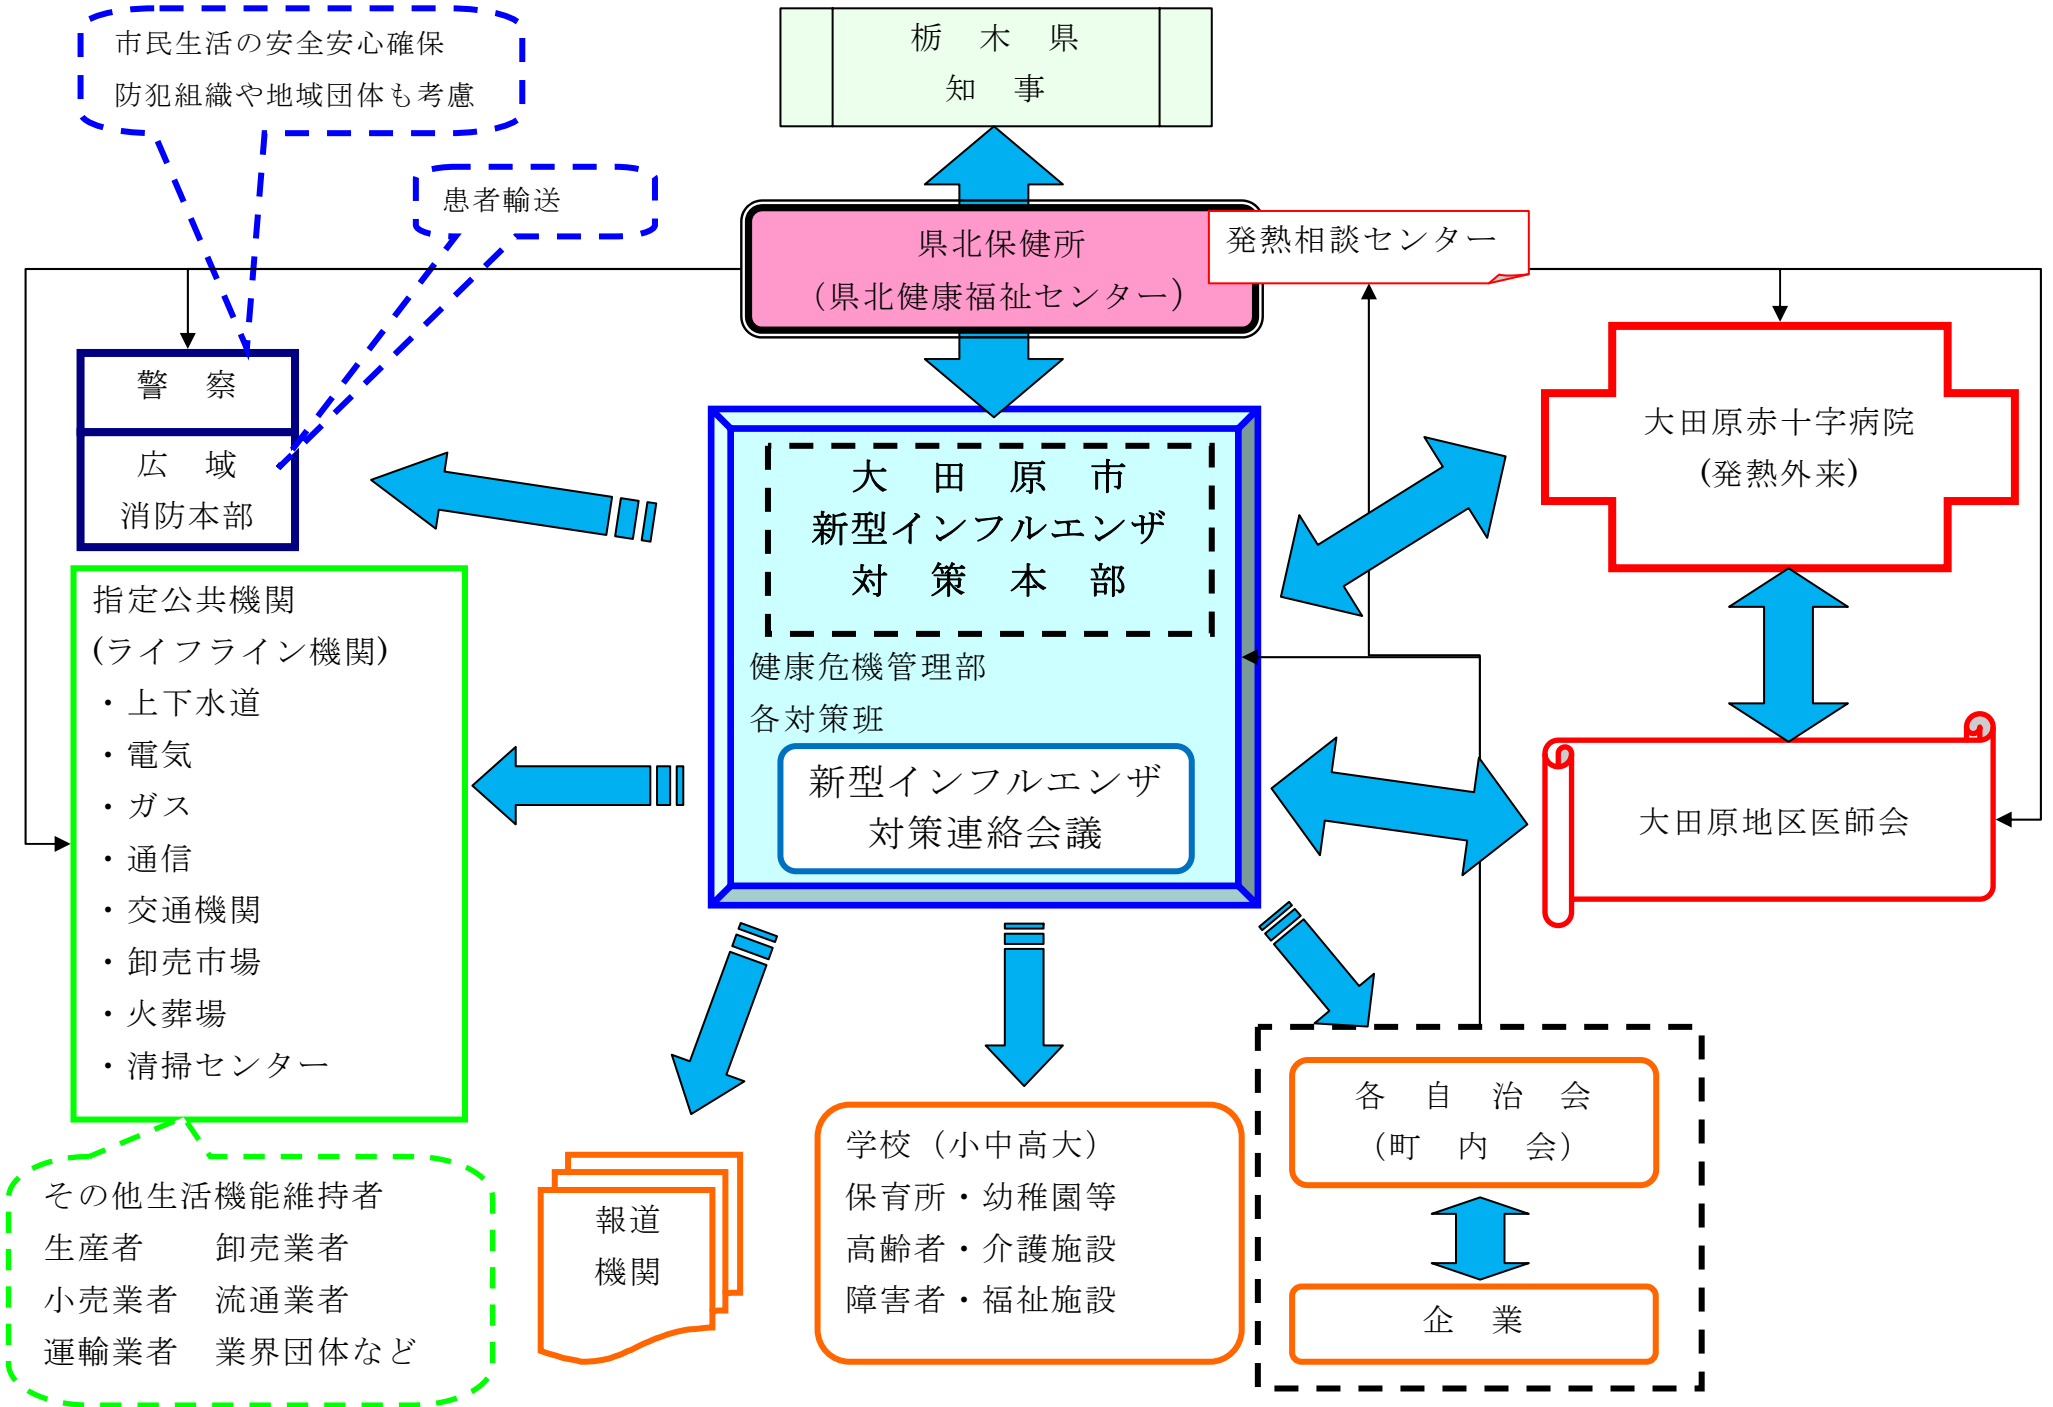 市民生活の安全安心確保
防犯組織や地域団体も考慮
栃　木　県
知　事
患者輸送
県北保健所
（県北健康福祉センター）
発熱相談センター
警　察
広　域
消防本部
大　田　原　市
新型インフルエンザ
対　策　本　部
健康危機管理部
各対策班
新型インフルエンザ
対策連絡会議
大田原赤十字病院
(発熱外来)
大田原地区医師会
指定公共機関
(ライフライン機関)
・上下水道
・電気
・ガス
・通信
・交通機関
・卸売市場
・火葬場
・清掃センター
その他生活機能維持者
生産者　　卸売業者
小売業者　流通業者
運輸業者　業界団体など
報道
機関
学校（小中高大）
保育所・幼稚園等
高齢者・介護施設
障害者・福祉施設
各　自　治　会
（町　内　会）
企　業